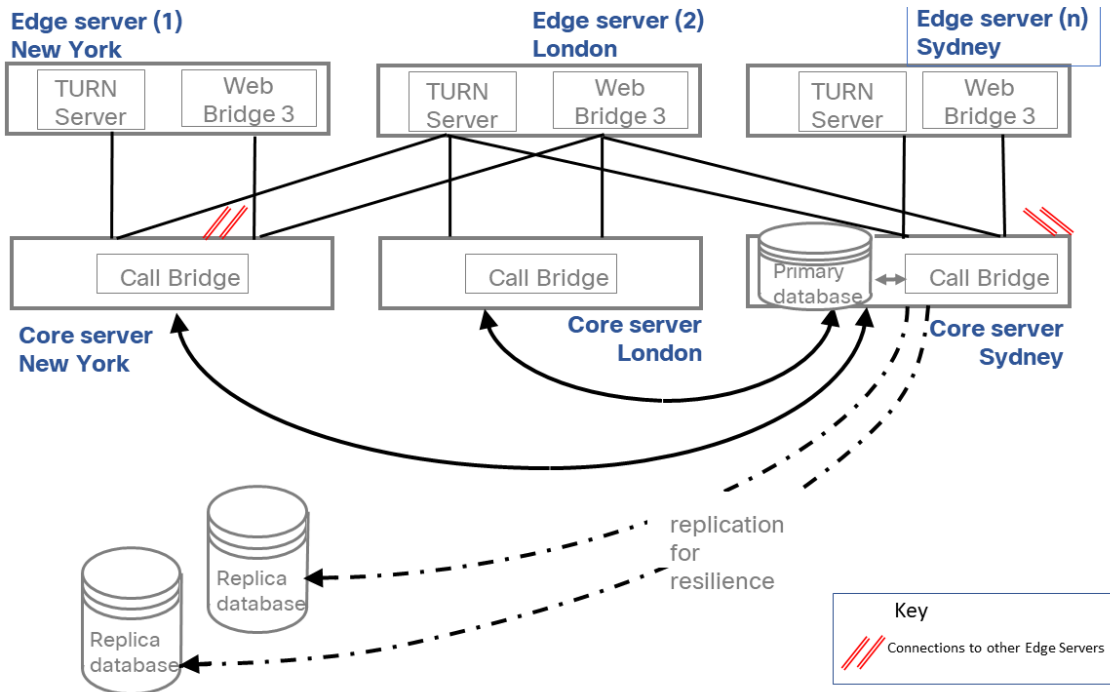 Edge server (1)
New York
Edge server (2)
London
Edge server (n)
Sydney
TURN
Server
Web
Bridge 3
TURN
Server
Web
Bridge 3
TURN
Server
Web
Bridge 3
Call Bridge
Call Bridge
Primary
database
Call Bridge
Core server
New York
Core server
London
Core server
Sydney
replication
for
resilience
Replica
database
Replica
database
Key
Connections to other Edge Servers